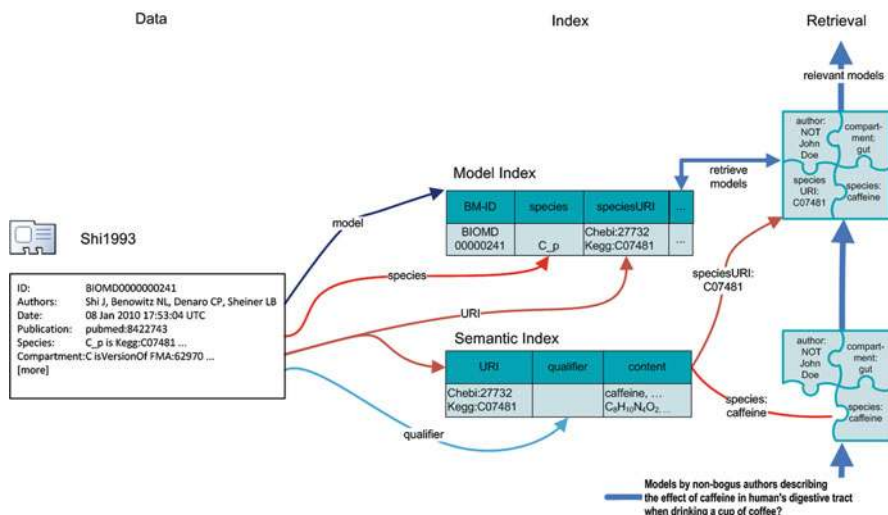 Data
Index
Retrieval
relevant models
author:
NOT
John
Doe
compart-
ment:
gut
species
URI:
C07481
species:
caffeine
retrieve
models
Model Index
BM-ID species speciesURI ...
BIOMD
00000241
C_p
Chebi:27732
Kegg:C07481
...
model
Shi1993
species
speciesURI:
C07481
ID: BIOMD0000000241
Authors: Shi J, Benowitz NL, Denaro CP, Sheiner LB
Date: 08 Jan 2010 17:53:04 UTC
Publication: pubmed:8422743
Species: C_p is Kegg:C07481 ...
Compartment:C isVersionOf FMA:62970 ...
[more]
URI
Semantic Index
URI qualifier content
Chebi:27732
Kegg:C07481
caffeine, ...
C8H10N4O2, ...
qualifier
species:
caffeine
author:
NOT
John
Doe
compart-
ment:
gut
species:
caffeine
Models by non-bogus authors describing
the effect of caffeine in human's digestive tract
when drinking a cup of coffee?